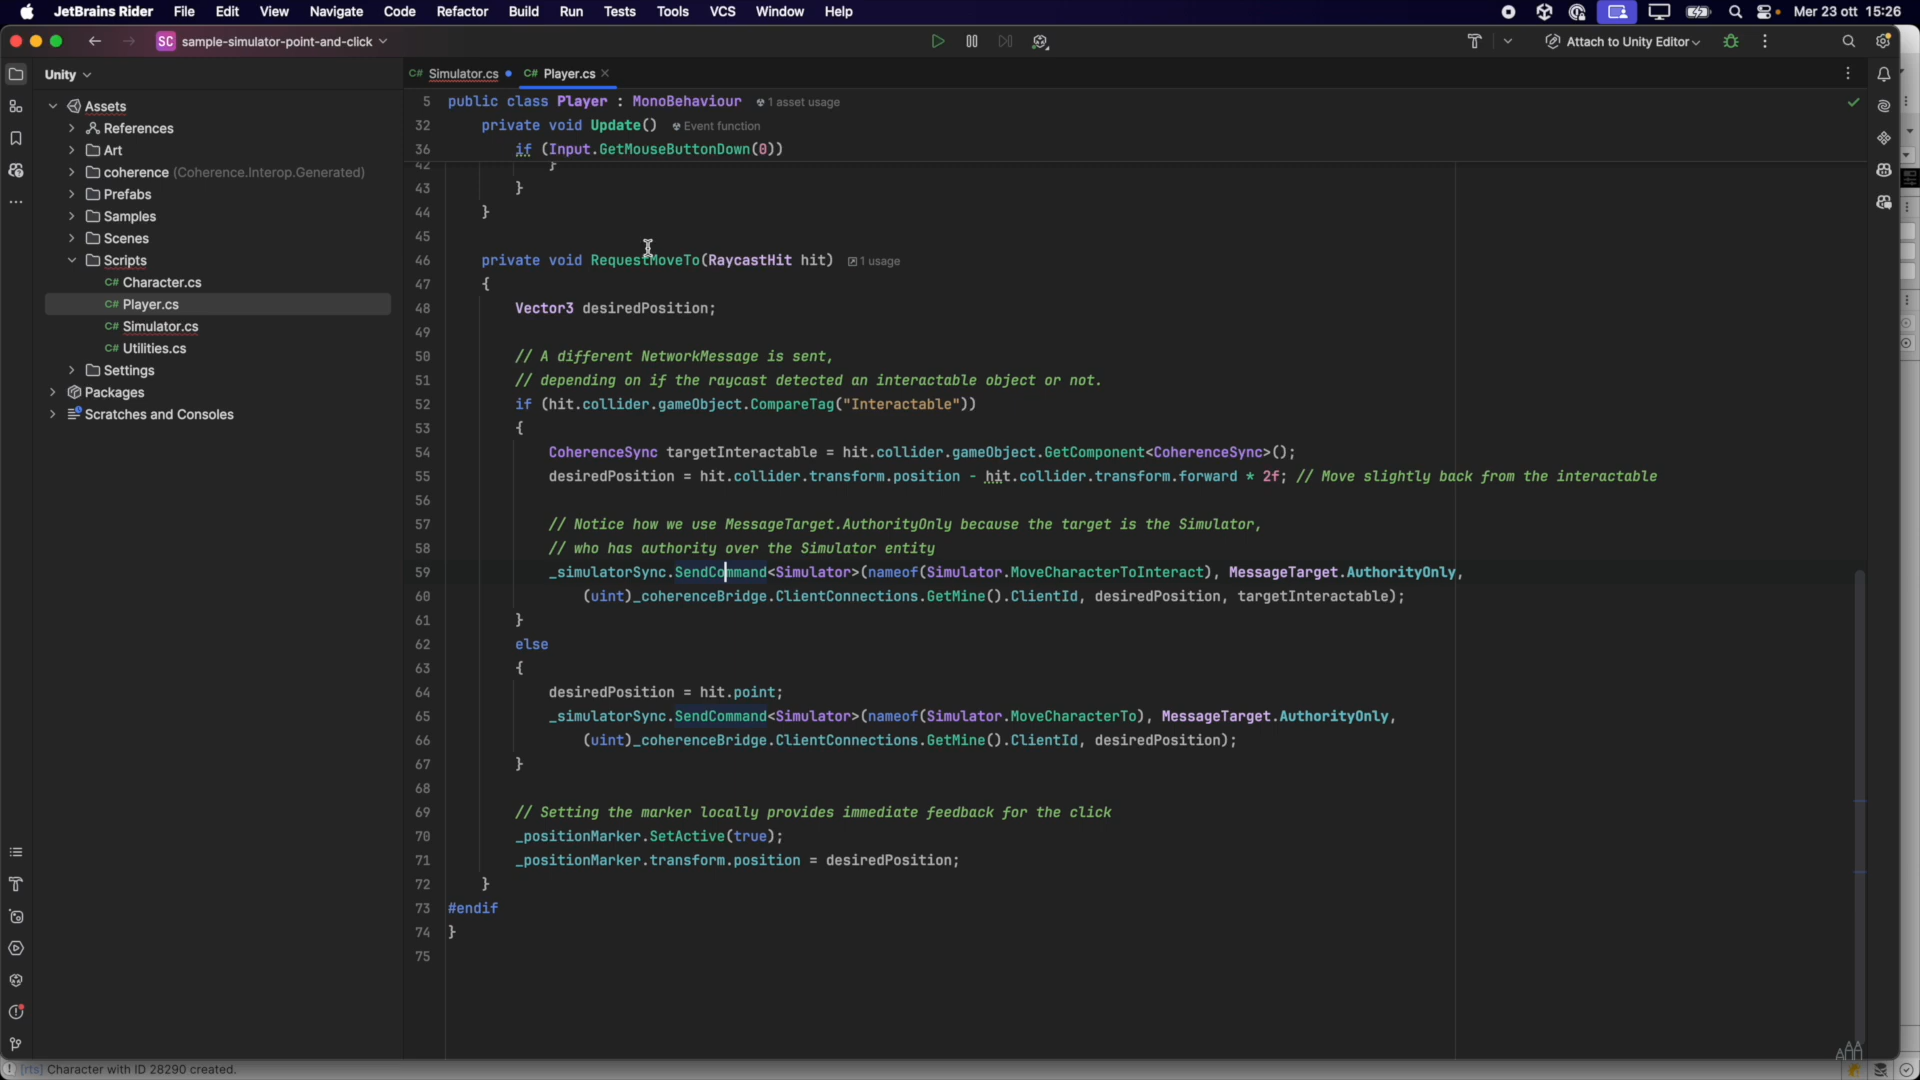 JetBrains Rider File Edit View Navigate Code Refactor Build Run Tests Tools VCS Window Help Mer 23 ott 15:26
SC sample-simulator-point-and-click Attach to Unity Editor
Unity
Assets
References
Art
coherence (Coherence.Interop.Generated)
Prefabs
Samples
Scenes
Scripts
C# Character.cs
C# Player.cs
C# Simulator.cs
C# Utilities.cs
Settings
Packages
Scratches and Consoles
C# Simulator.cs C# Player.cs
5 public class Player : MonoBehaviour 1 asset usage
32 private void Update() Event function
36 if (Input.GetMouseButtonDown(0))
42 }
43 }
44 }
45
46 private void RequestMoveTo(RaycastHit hit) 1 usage
47 {
48 Vector3 desiredPosition;
49
50 // A different NetworkMessage is sent,
51 // depending on if the raycast detected an interactable object or not.
52 if (hit.collider.gameObject.CompareTag("Interactable"))
53 {
54 CoherenceSync targetInteractable = hit.collider.gameObject.GetComponent<CoherenceSync>();
55 desiredPosition = hit.collider.transform.position - hit.collider.transform.forward * 2f; // Move slightly back from the interactable
56
57 // Notice how we use MessageTarget.AuthorityOnly because the target is the Simulator,
58 // who has authority over the Simulator entity
59 _simulatorSync.SendCommand<Simulator>(nameof(Simulator.MoveCharacterToInteract), MessageTarget.AuthorityOnly,
60 (uint)_coherenceBridge.ClientConnections.GetMine().ClientId, desiredPosition, targetInteractable);
61 }
62 else
63 {
64 desiredPosition = hit.point;
65 _simulatorSync.SendCommand<Simulator>(nameof(Simulator.MoveCharacterTo), MessageTarget.AuthorityOnly,
66 (uint)_coherenceBridge.ClientConnections.GetMine().ClientId, desiredPosition);
67 }
68
69 // Setting the marker locally provides immediate feedback for the click
70 _positionMarker.SetActive(true);
71 _positionMarker.transform.position = desiredPosition;
72 }
73 #endif
74 }
75
[rts] Character with ID 28290 created.